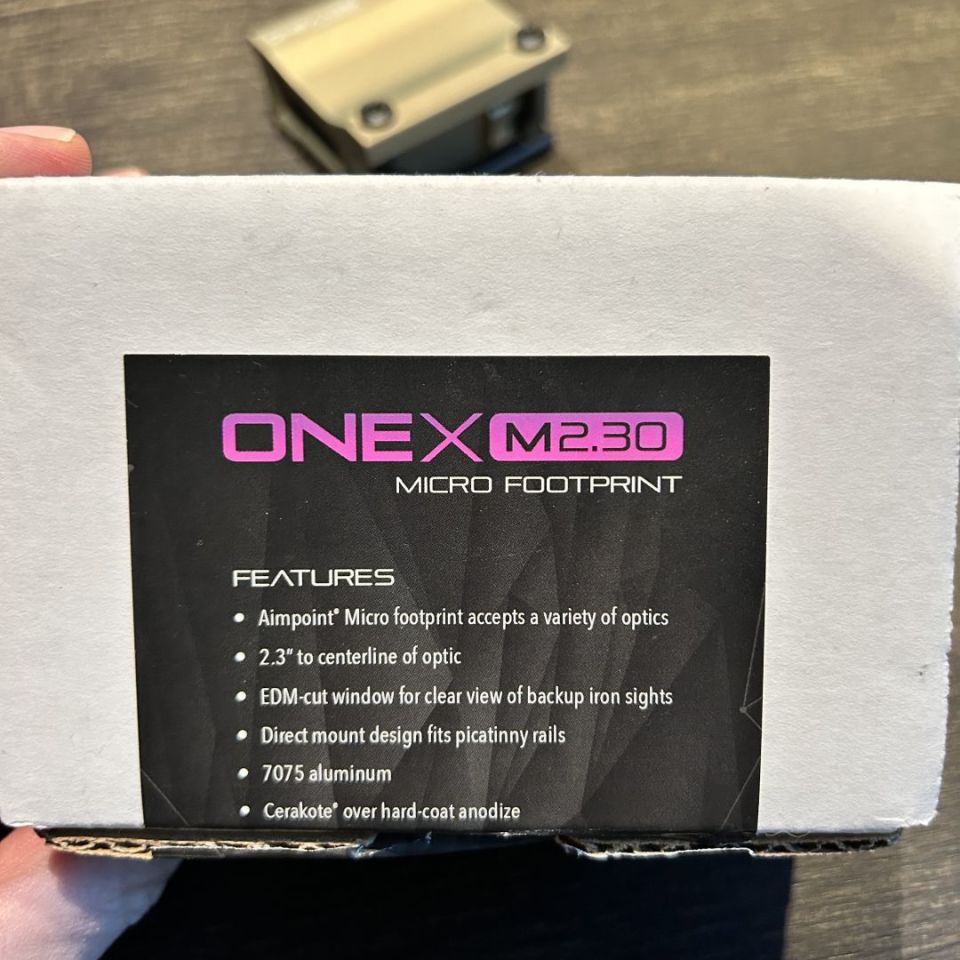 ONEX M2.30
MICRO FOOTPRINT
FEATURES
• Aimpoint® Micro footprint accepts a variety of optics
• 2.3" to centerline of optic
• EDM-cut window for clear view of backup iron sights
• Direct mount design fits picatinny rails
• 7075 aluminum
• Cerakote® over hard-coat anodize